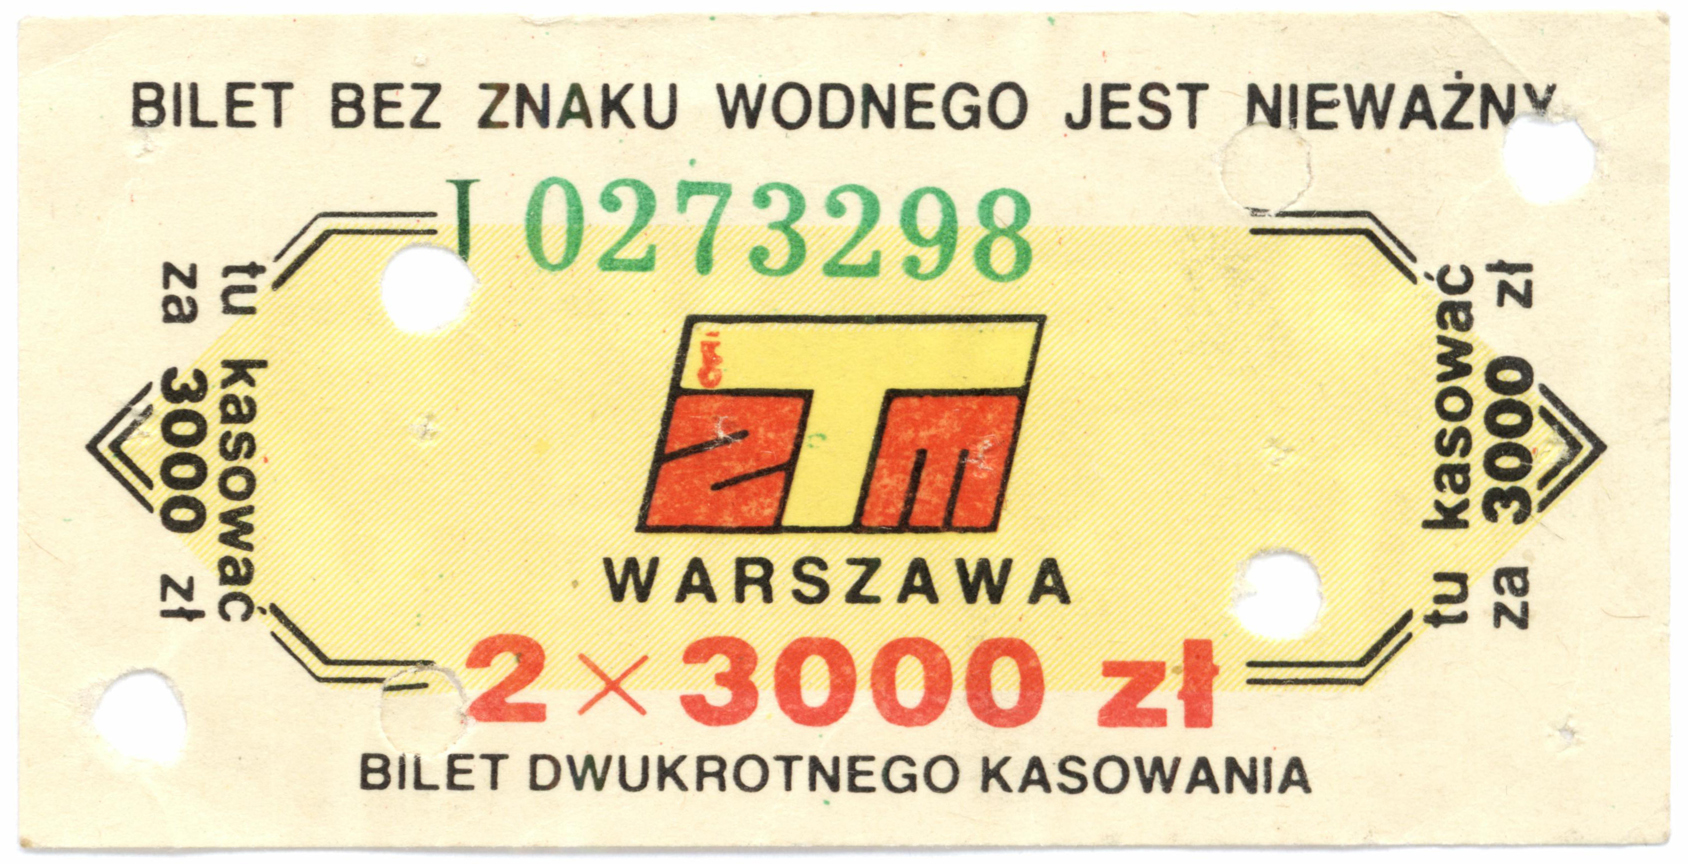 BILET BEZ ZNAKU WODNEGO JEST NIEWAŻNY
J 0273298
tu kasować
za 3000 zł
ZTM
WARSZAWA
2 × 3000 zł
BILET DWUKROTNEGO KASOWANIA
tu kasować
za 3000 zł